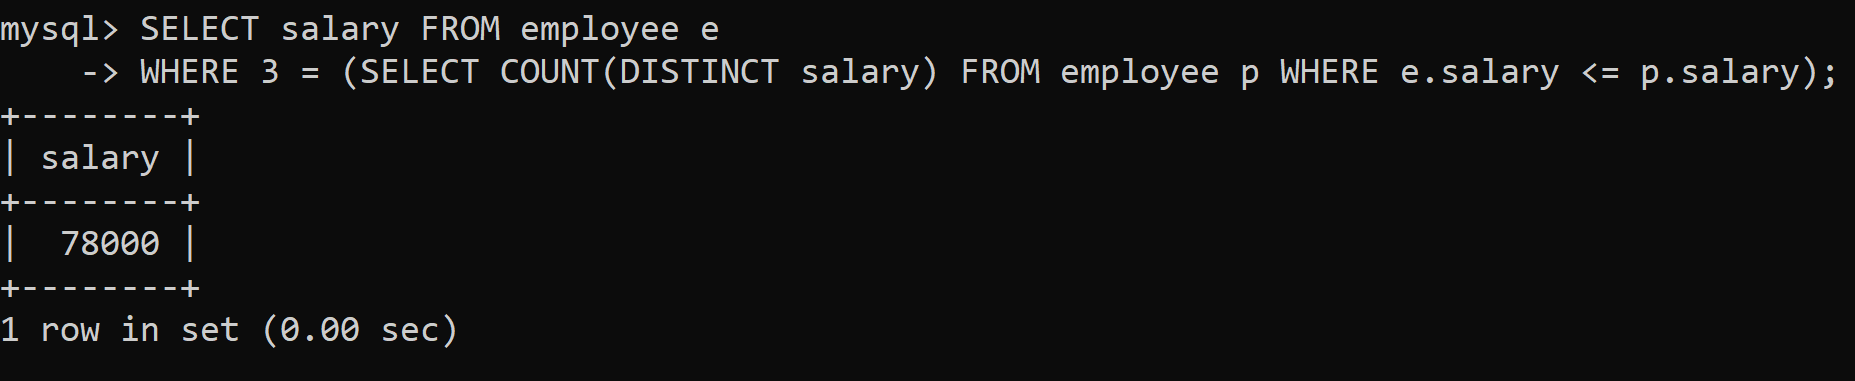 mysql> SELECT salary FROM employee e
    -> WHERE 3 = (SELECT COUNT(DISTINCT salary) FROM employee p WHERE e.salary <= p.salary);
+--------+
| salary |
+--------+
|  78000 |
+--------+
1 row in set (0.00 sec)